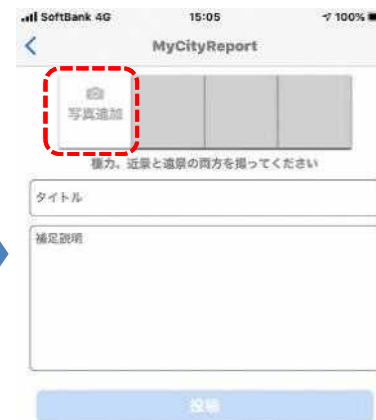 SoftBank 4G 15:05 100%
MyCityReport
写真追加
極力、近景と遠景の両方を撮ってください
タイトル
補足説明
投稿